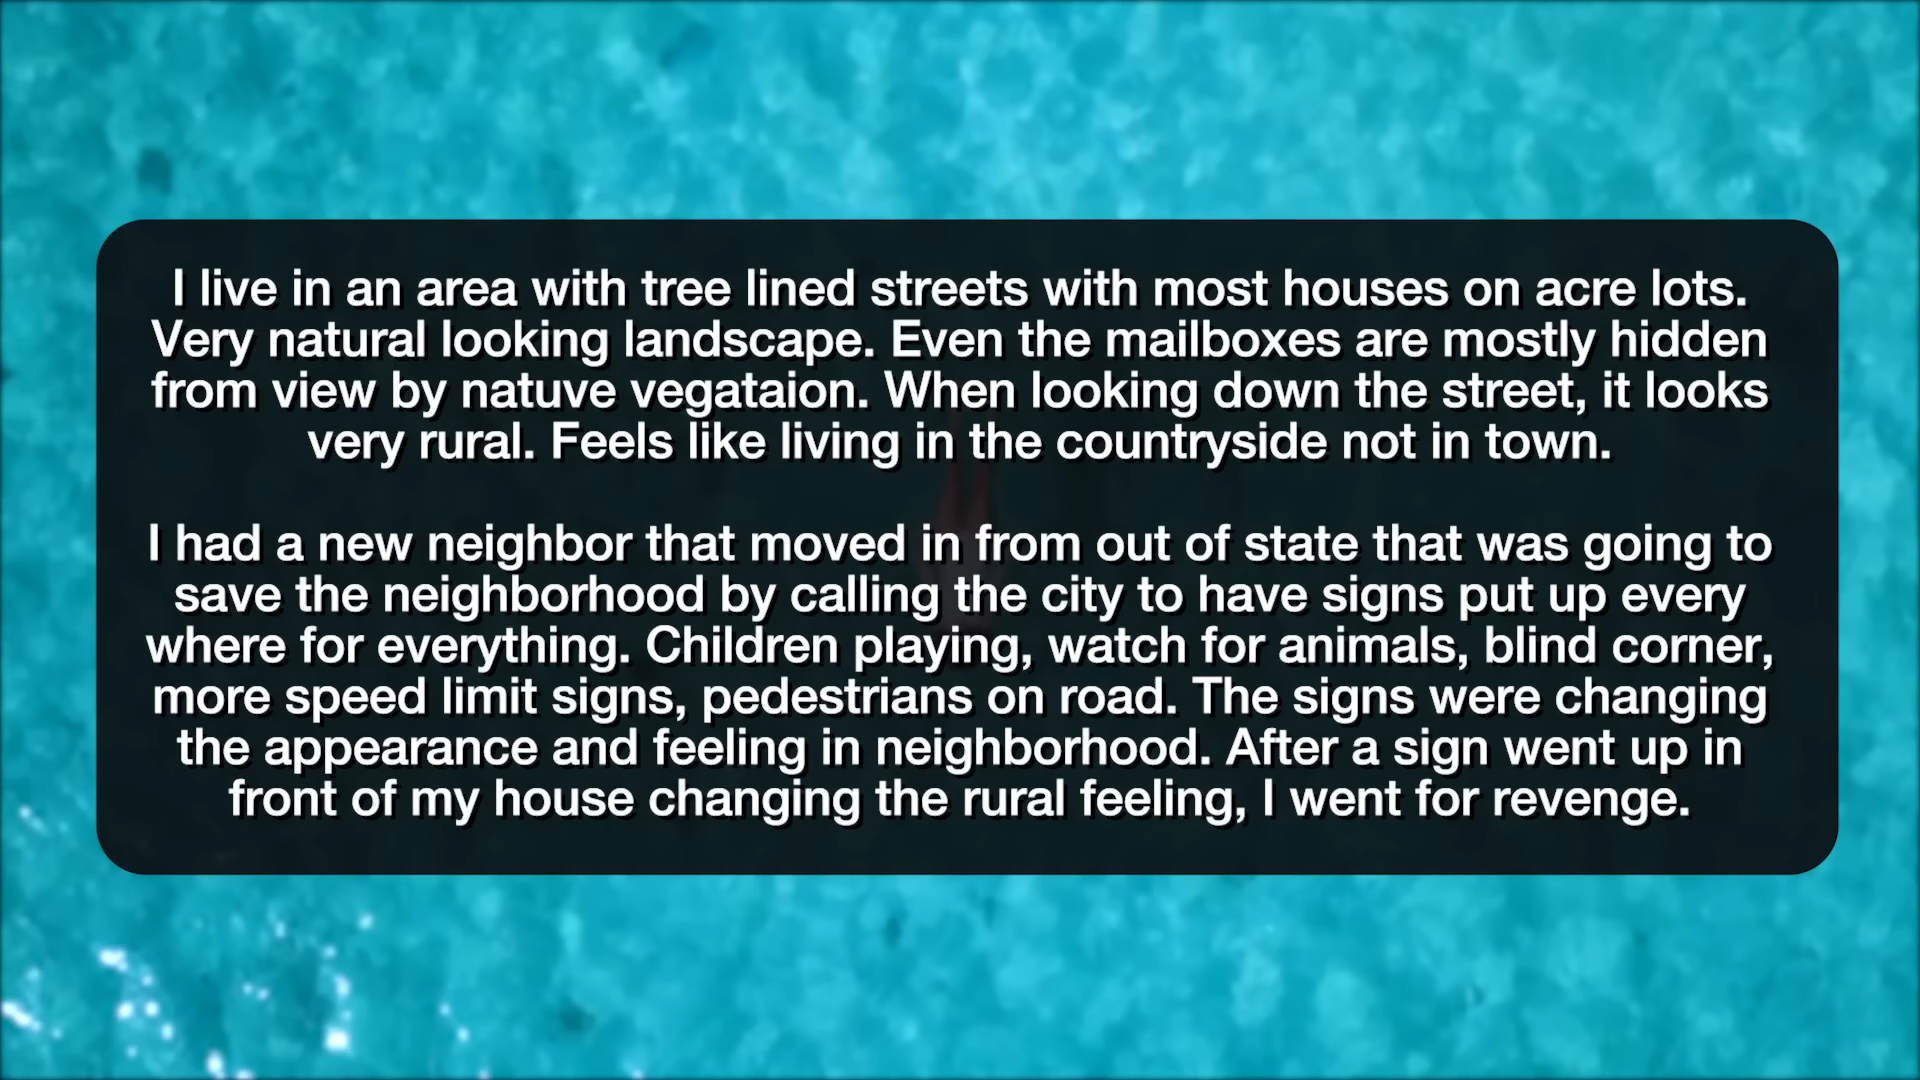 I live in an area with tree lined streets with most houses on acre lots.
Very natural looking landscape. Even the mailboxes are mostly hidden
from view by natuve vegataion. When looking down the street, it looks
very rural. Feels like living in the countryside not in town.
I had a new neighbor that moved in from out of state that was going to
save the neighborhood by calling the city to have signs put up every
where for everything. Children playing, watch for animals, blind corner,
more speed limit signs, pedestrians on road. The signs were changing
the appearance and feeling in neighborhood. After a sign went up in
front of my house changing the rural feeling, I went for revenge.